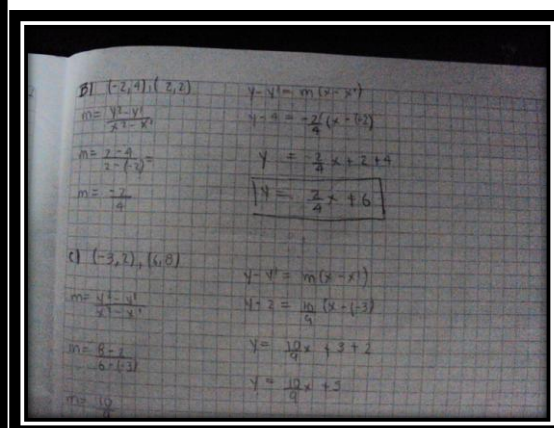 B) (-2,4),(2,2)
m= y²-y¹/x²-x¹
m= 2-4/2-(-2) =
m= -2/4
y-y¹= m(x-x¹)
y-4 = -2/4(x-(-2)
y = -2/4 x + 2 + 4
y = 2/4 x + 6
c) (-3,2),(6,8)
m= y²-y¹/x²-x¹
m= 8-2/6-(-3)
m= 10/9
y-y¹= m(x-x¹)
y-2 = 10/9 (x-(-3)
y= 10/9 x + 3 + 2
y = 10/9 x + 5